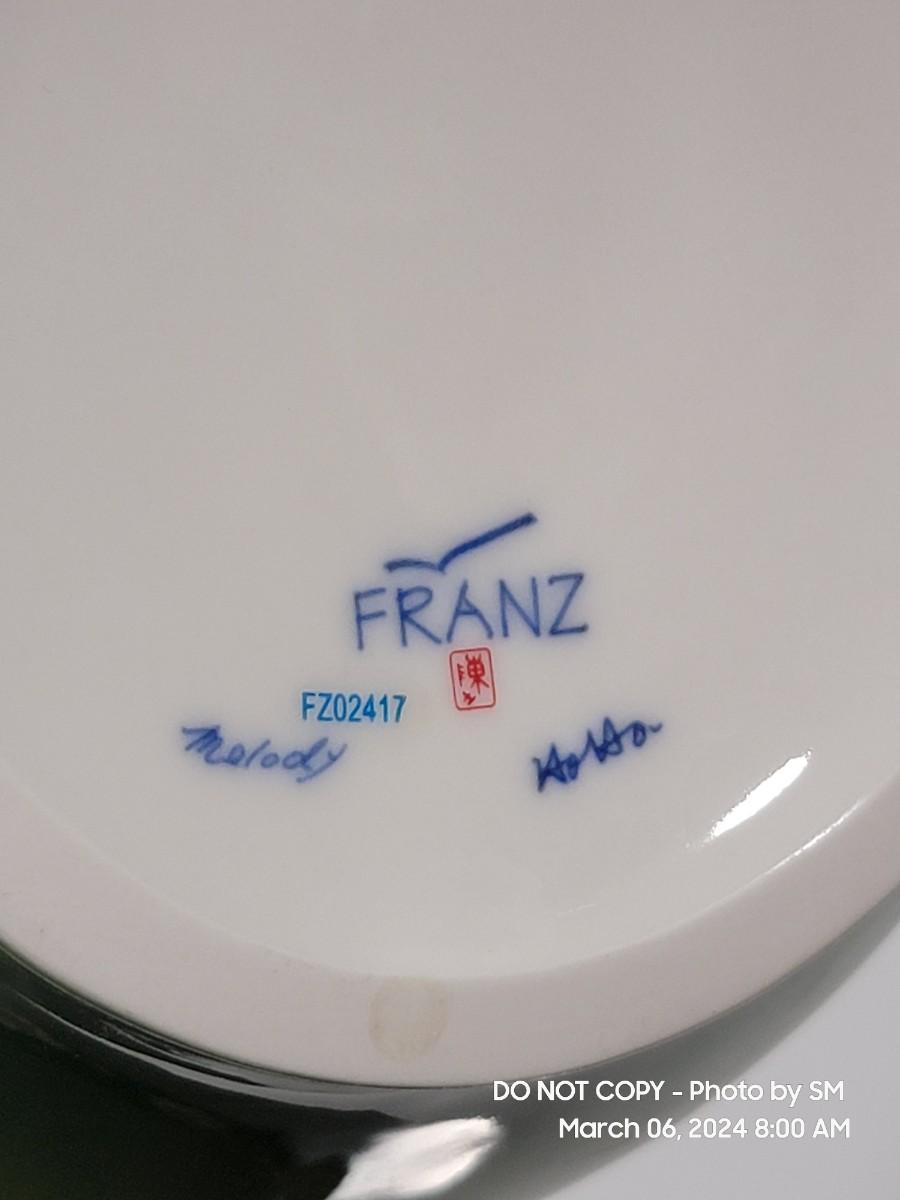 FRANZ
陳
FZ02417
Melody
DO NOT COPY - Photo by SM
March 06, 2024 8:00 AM